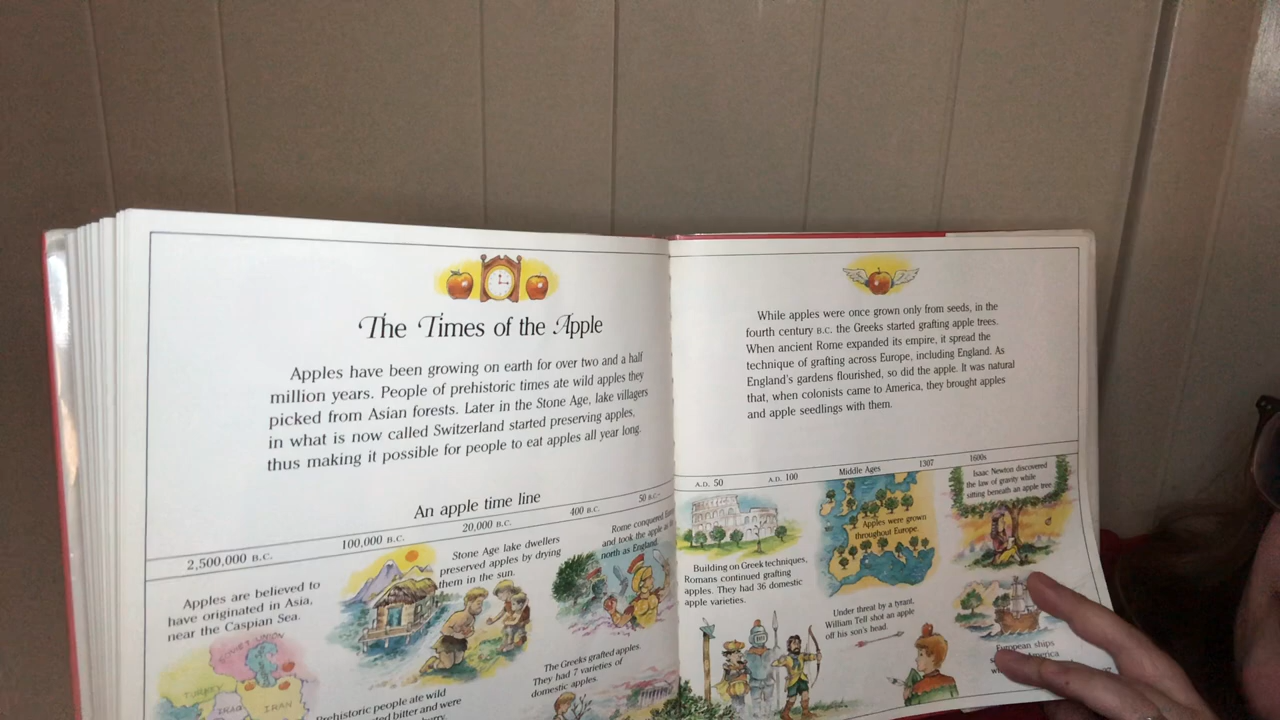 The Times of the Apple
Apples have been growing on earth for over two and a half
million years. People of prehistoric times ate wild apples they
picked from Asian forests. Later in the Stone Age, lake villagers
in what is now called Switzerland started preserving apples,
thus making it possible for people to eat apples all year long.
An apple time line
2,500,000 B.C.
100,000 B.C.
20,000 B.C.
400 B.C.
50 B.C.
Apples are believed to
have originated in Asia,
near the Caspian Sea.
UNION
TURKEY
IRAQ
IRAN
Stone Age lake dwellers
preserved apples by drying
them in the sun.
Prehistoric people ate wild
bitter and were
Rome conquered
and took the apple as
north as England.
The Greeks grafted apples.
They had 7 varieties of
domestic apples.
While apples were once grown only from seeds, in the
fourth century B.C. the Greeks started grafting apple trees.
When ancient Rome expanded its empire, it spread the
technique of grafting across Europe, including England. As
England's gardens flourished, so did the apple. It was natural
that, when colonists came to America, they brought apples
and apple seedlings with them.
A.D. 50
A.D. 100
Middle Ages
1307
1600s
Building on Greek techniques,
Romans continued grafting
apples. They had 36 domestic
apple varieties.
Apples were grown
throughout Europe.
Under threat by a tyrant,
William Tell shot an apple
off his son's head.
Isaac Newton discovered
the law of gravity while
sitting beneath an apple tree.
European ships